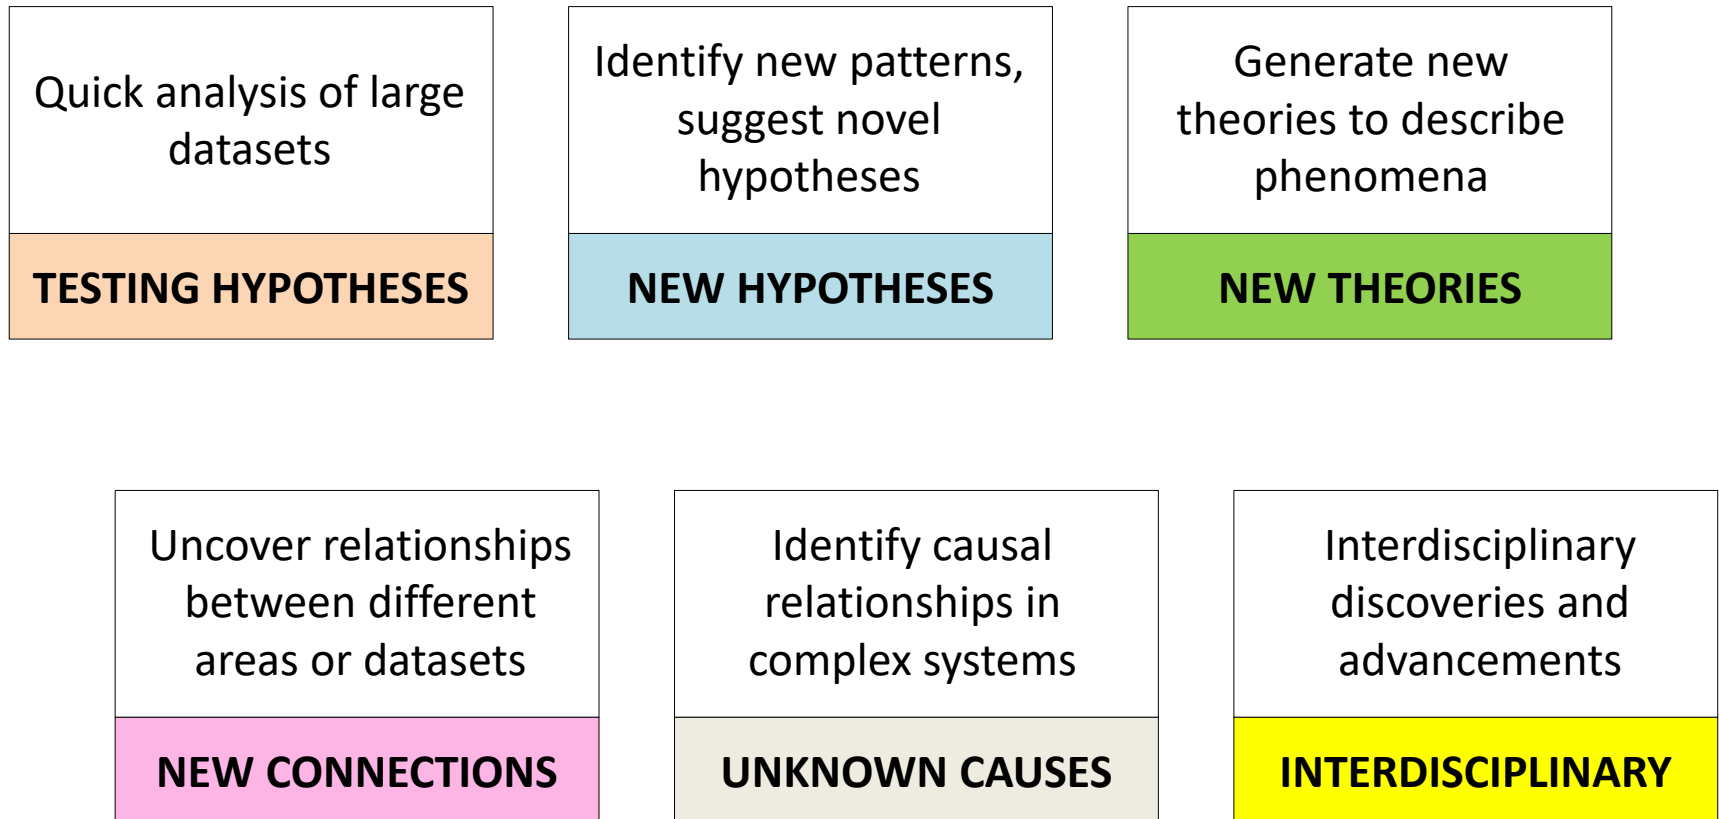 Quick analysis of large
datasets
TESTING HYPOTHESES
Identify new patterns,
suggest novel
hypotheses
NEW HYPOTHESES
Generate new
theories to describe
phenomena
NEW THEORIES
Uncover relationships
between different
areas or datasets
NEW CONNECTIONS
Identify causal
relationships in
complex systems
UNKNOWN CAUSES
Interdisciplinary
discoveries and
advancements
INTERDISCIPLINARY